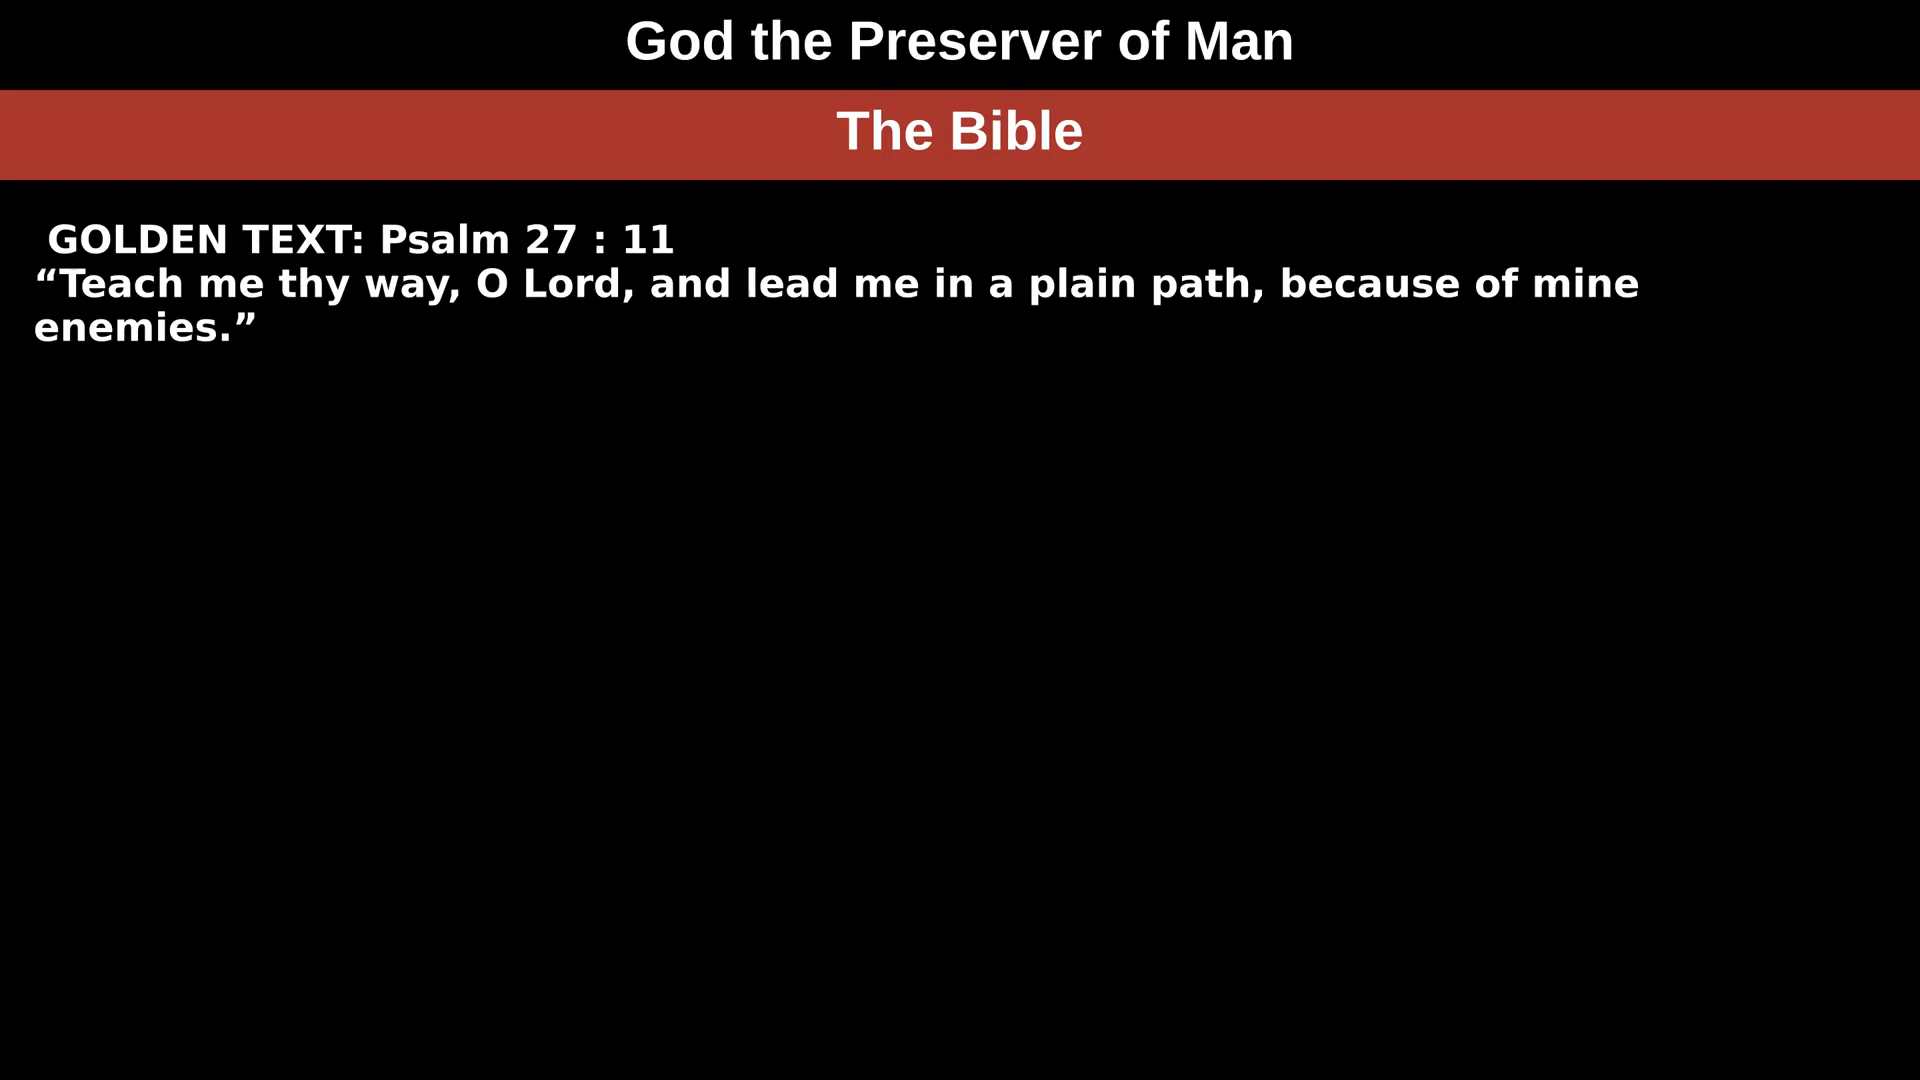 God the Preserver of Man
The Bible
GOLDEN TEXT: Psalm 27 : 11
“Teach me thy way, O Lord, and lead me in a plain path, because of mine
enemies.”